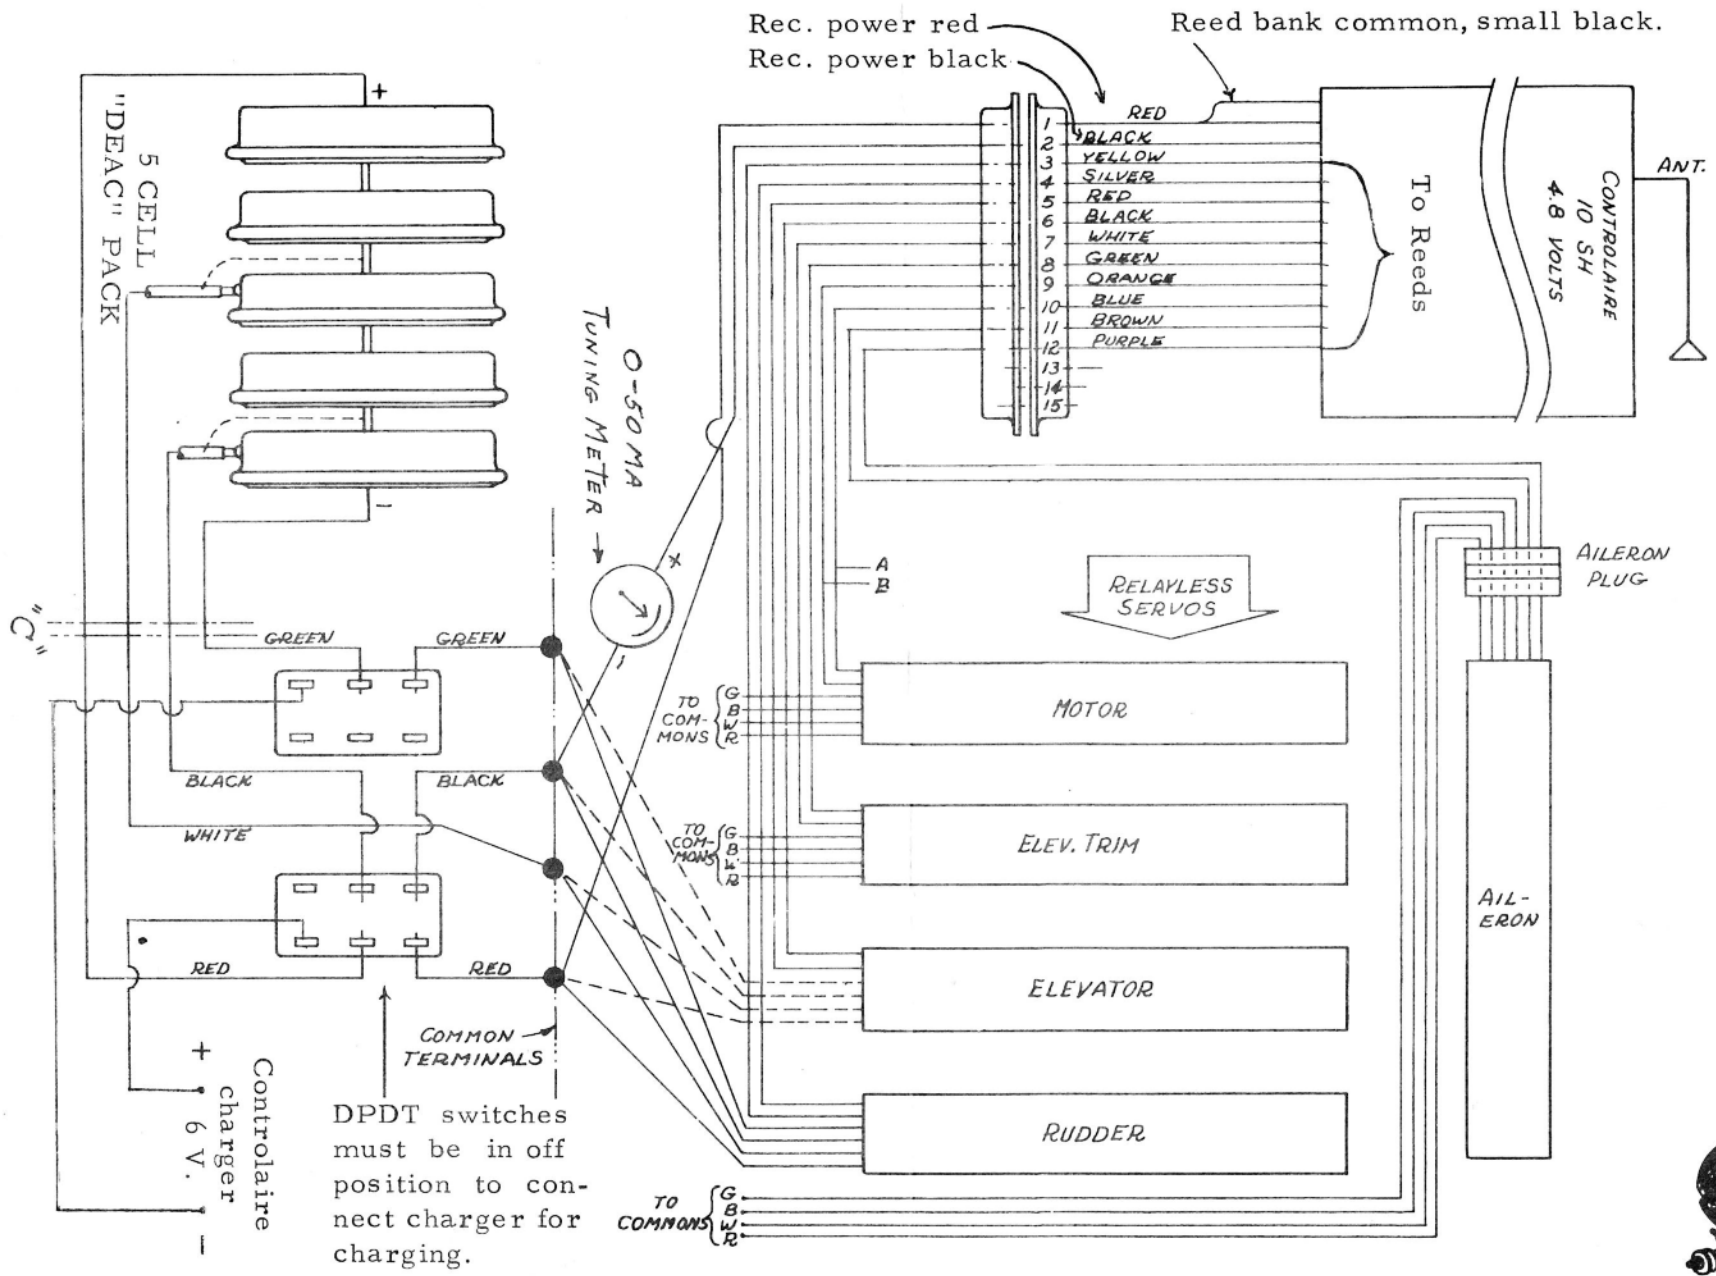 Rec. power red
Rec. power black
Reed bank common, small black.
+
5 CELL
"DEAC" PACK
-
"C"
O-50 MA
TUNING METER
+
-
1 RED
2 BLACK
3 YELLOW
4 SILVER
5 RED
6 BLACK
7 WHITE
8 GREEN
9 ORANGE
10 BLUE
11 BROWN
12 PURPLE
13
14
15
To Reeds
CONTROLAIRE
10 SH
4.8 VOLTS
ANT.
A
B
RELAYLESS
SERVOS
AILERON
PLUG
GREEN
GREEN
BLACK
BLACK
WHITE
RED
RED
COMMON
TERMINALS
TO
COM-
MONS
G
B
W
R
MOTOR
TO
COM-
MONS
G
B
W
R
ELEV. TRIM
ELEVATOR
RUDDER
AIL-
ERON
TO
COMMONS
G
B
W
R
+
6 V.
-
Controlaire
charger
DPDT switches
must be in off
position to con-
nect charger for
charging.